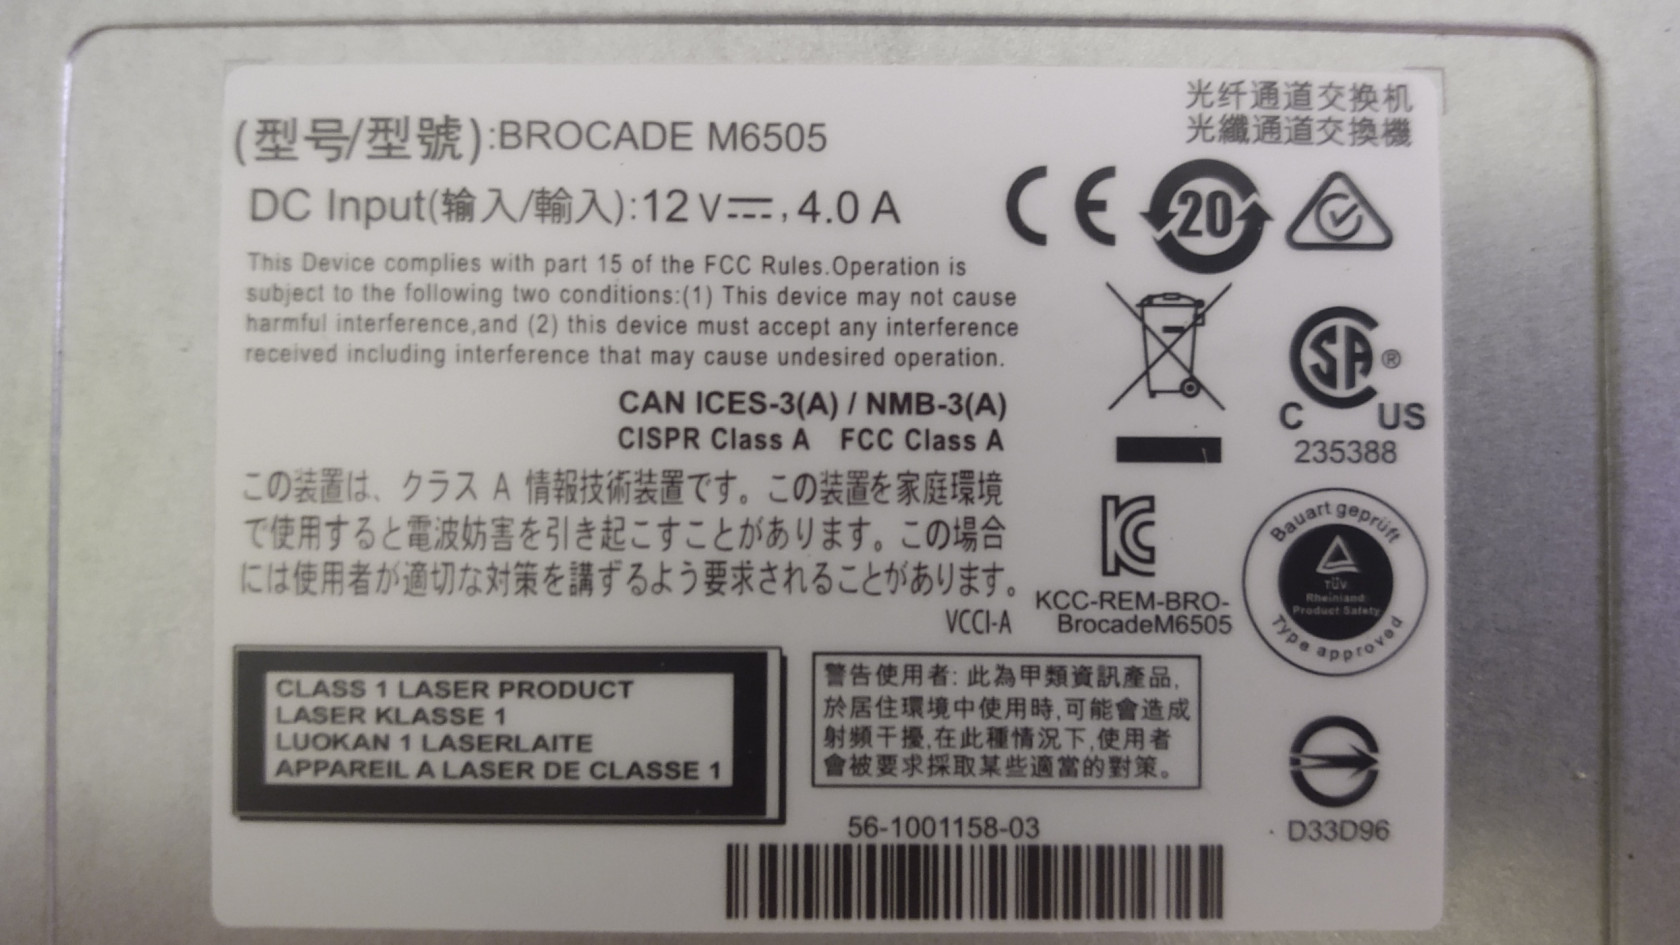 光纤通道交换机
光纖通道交換機
(型号/型號):BROCADE M6505
DC Input(输入/輸入):12 V⎓, 4.0 A
CE
20
This Device complies with part 15 of the FCC Rules.Operation is
subject to the following two conditions:(1) This device may not cause
harmful interference,and (2) this device must accept any interference
received including interference that may cause undesired operation.
CAN ICES-3(A) / NMB-3(A)
CISPR Class A FCC Class A
SA ®
C US
235388
この装置は、クラス A 情報技術装置です。この装置を家庭環境
で使用すると電波妨害を引き起こすことがあります。この場合
には使用者が適切な対策を講ずるよう要求されることがあります。
VCCI-A
KC
KCC-REM-BRO-
BrocadeM6505
Bauart geprüft
TÜV
Rheinland
Product Safety
Type approved
CLASS 1 LASER PRODUCT
LASER KLASSE 1
LUOKAN 1 LASERLAITE
APPAREIL A LASER DE CLASSE 1
警告使用者: 此為甲類資訊產品,
於居住環境中使用時,可能會造成
射頻干擾,在此種情況下,使用者
會被要求採取某些適當的對策。
D33D96
56-1001158-03